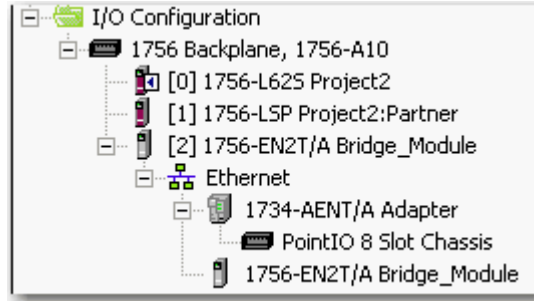 I/O Configuration
1756 Backplane, 1756-A10
[0] 1756-L62S Project2
[1] 1756-LSP Project2:Partner
[2] 1756-EN2T/A Bridge_Module
Ethernet
1734-AENT/A Adapter
PointIO 8 Slot Chassis
1756-EN2T/A Bridge_Module